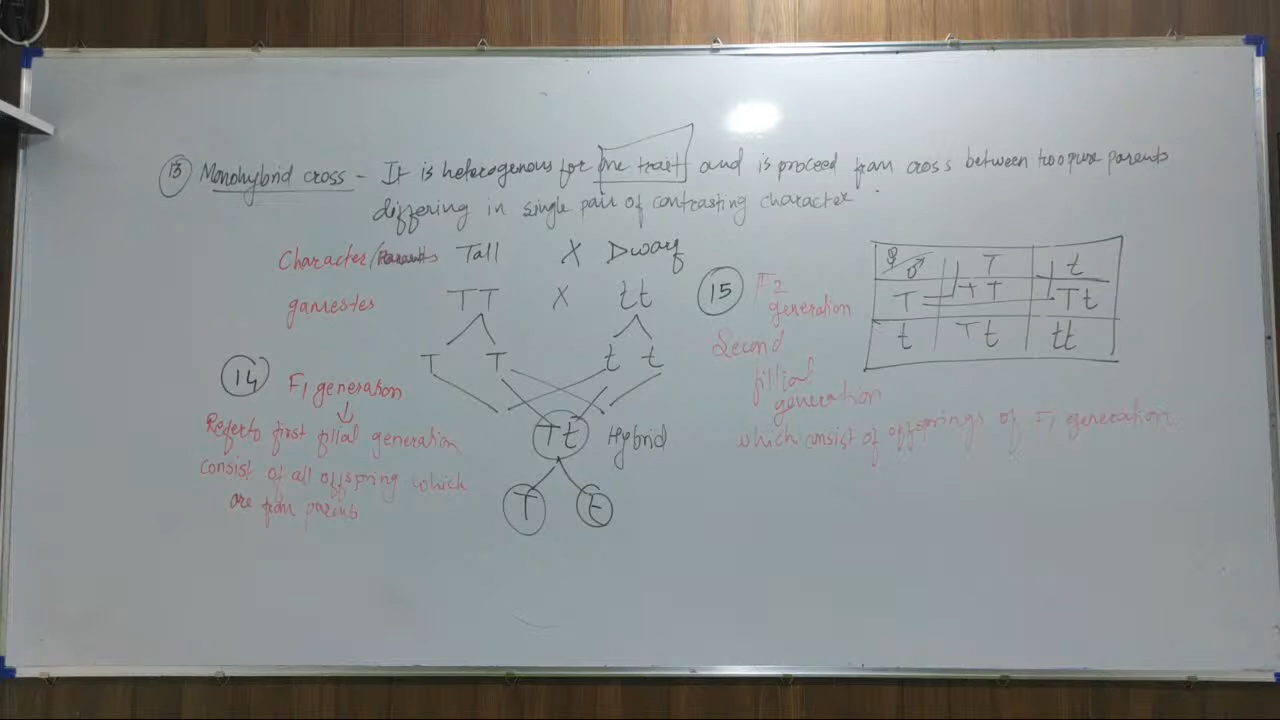 13 Monohybrid cross - It is heterogenous for one trait and is proceed from cross between two pure parents
differing in single pair of contrasting character.
Character/Parents Tall X Dwarf
gamestes TT X tt
T T t t
14 F1 generation
Refer to first filial generation
consist of all offspring which
are from parents
Tt Hybrid
T t
15 F2
generation
Second
filial
generation
which consist of offsprings of F1 generation
♀ ♂ T t
T TT Tt
t Tt tt